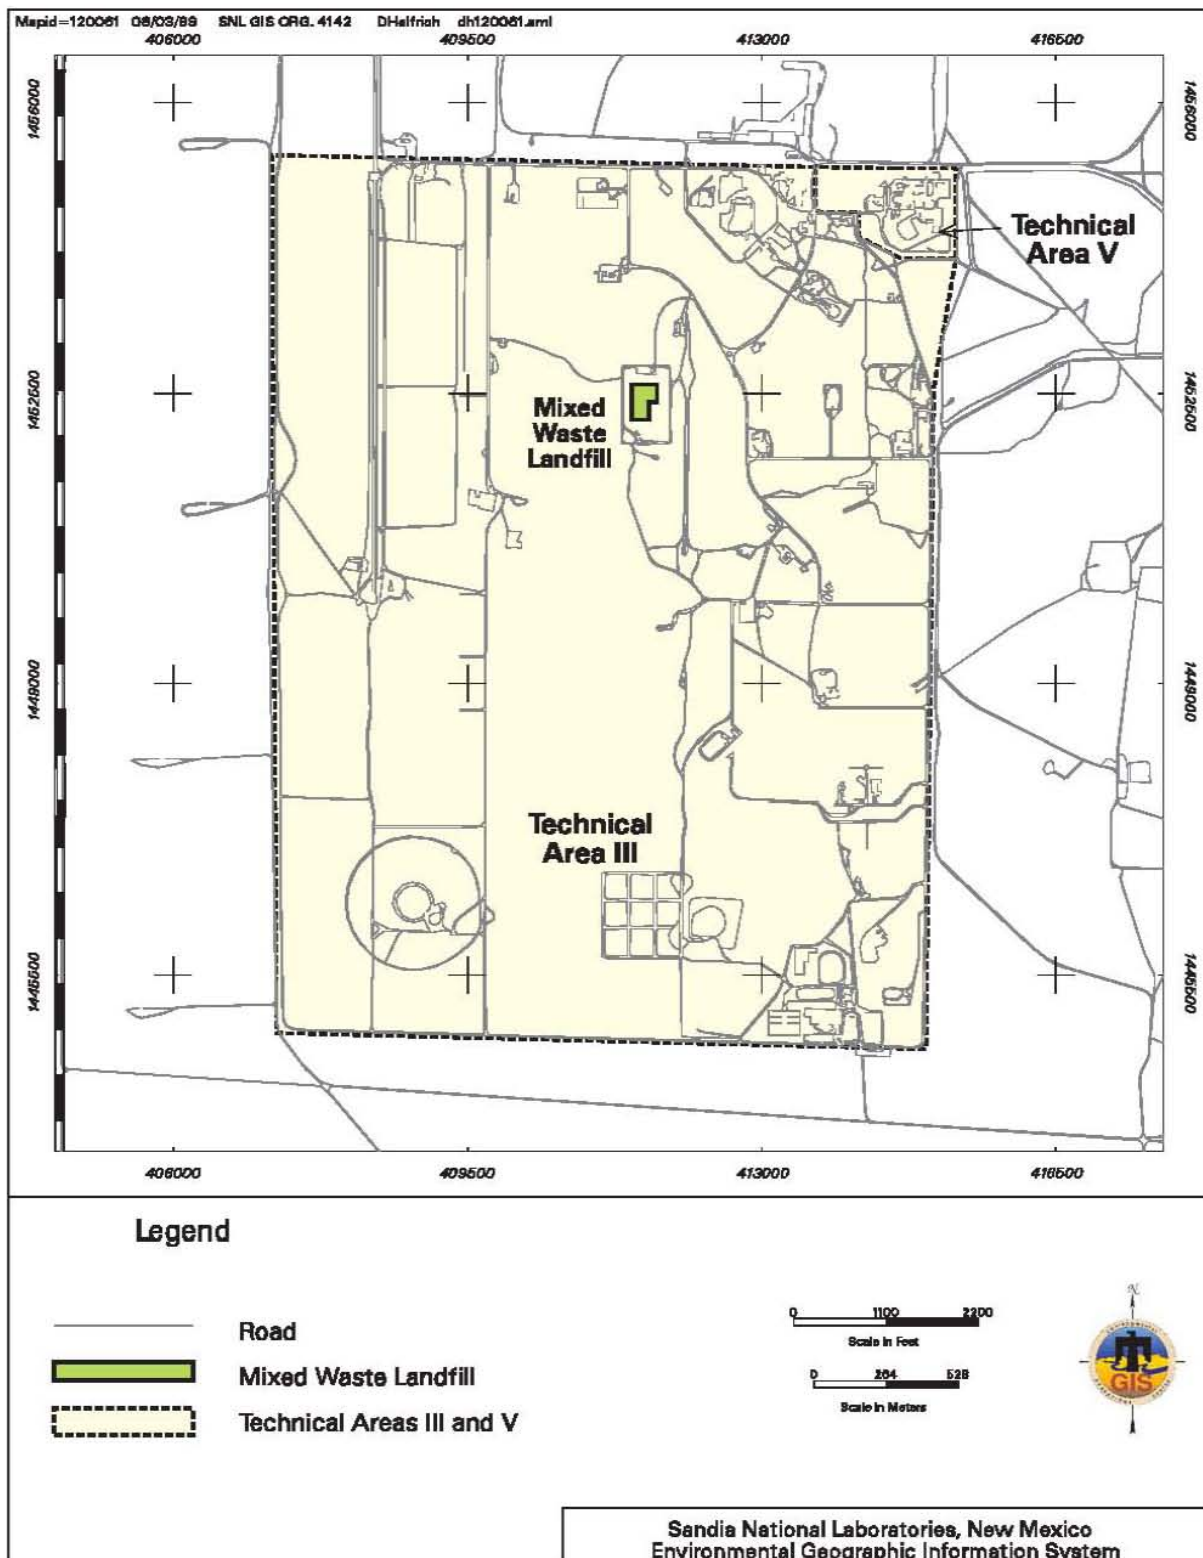 Mapid=120061 08/03/99 SNL GIS ORG. 4142 DHelfrich dh120061.aml
406000 409500 413000 416500
1456000 1456000
Technical
Area V
1452500 1452500
Mixed
Waste
Landfill
1449000 1449000
Technical
Area III
1445500 1445500
406000 409500 413000 416500
Legend
Road
Mixed Waste Landfill
Technical Areas III and V
0 1100 2200
Scale in Feet
0 264 528
Scale in Meters
N
GIS
Sandia National Laboratories, New Mexico
Environmental Geographic Information System